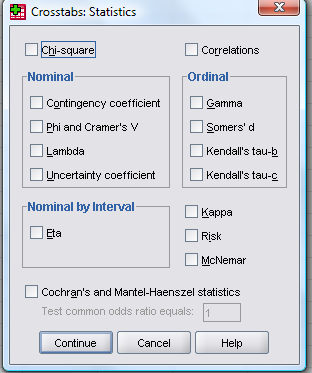 Crosstabs: Statistics
Chi-square
Correlations
Nominal
Contingency coefficient
Phi and Cramer's V
Lambda
Uncertainty coefficient
Ordinal
Gamma
Somers' d
Kendall's tau-b
Kendall's tau-c
Nominal by Interval
Eta
Kappa
Risk
McNemar
Cochran's and Mantel-Haenszel statistics
Test common odds ratio equals: 1
Continue
Cancel
Help